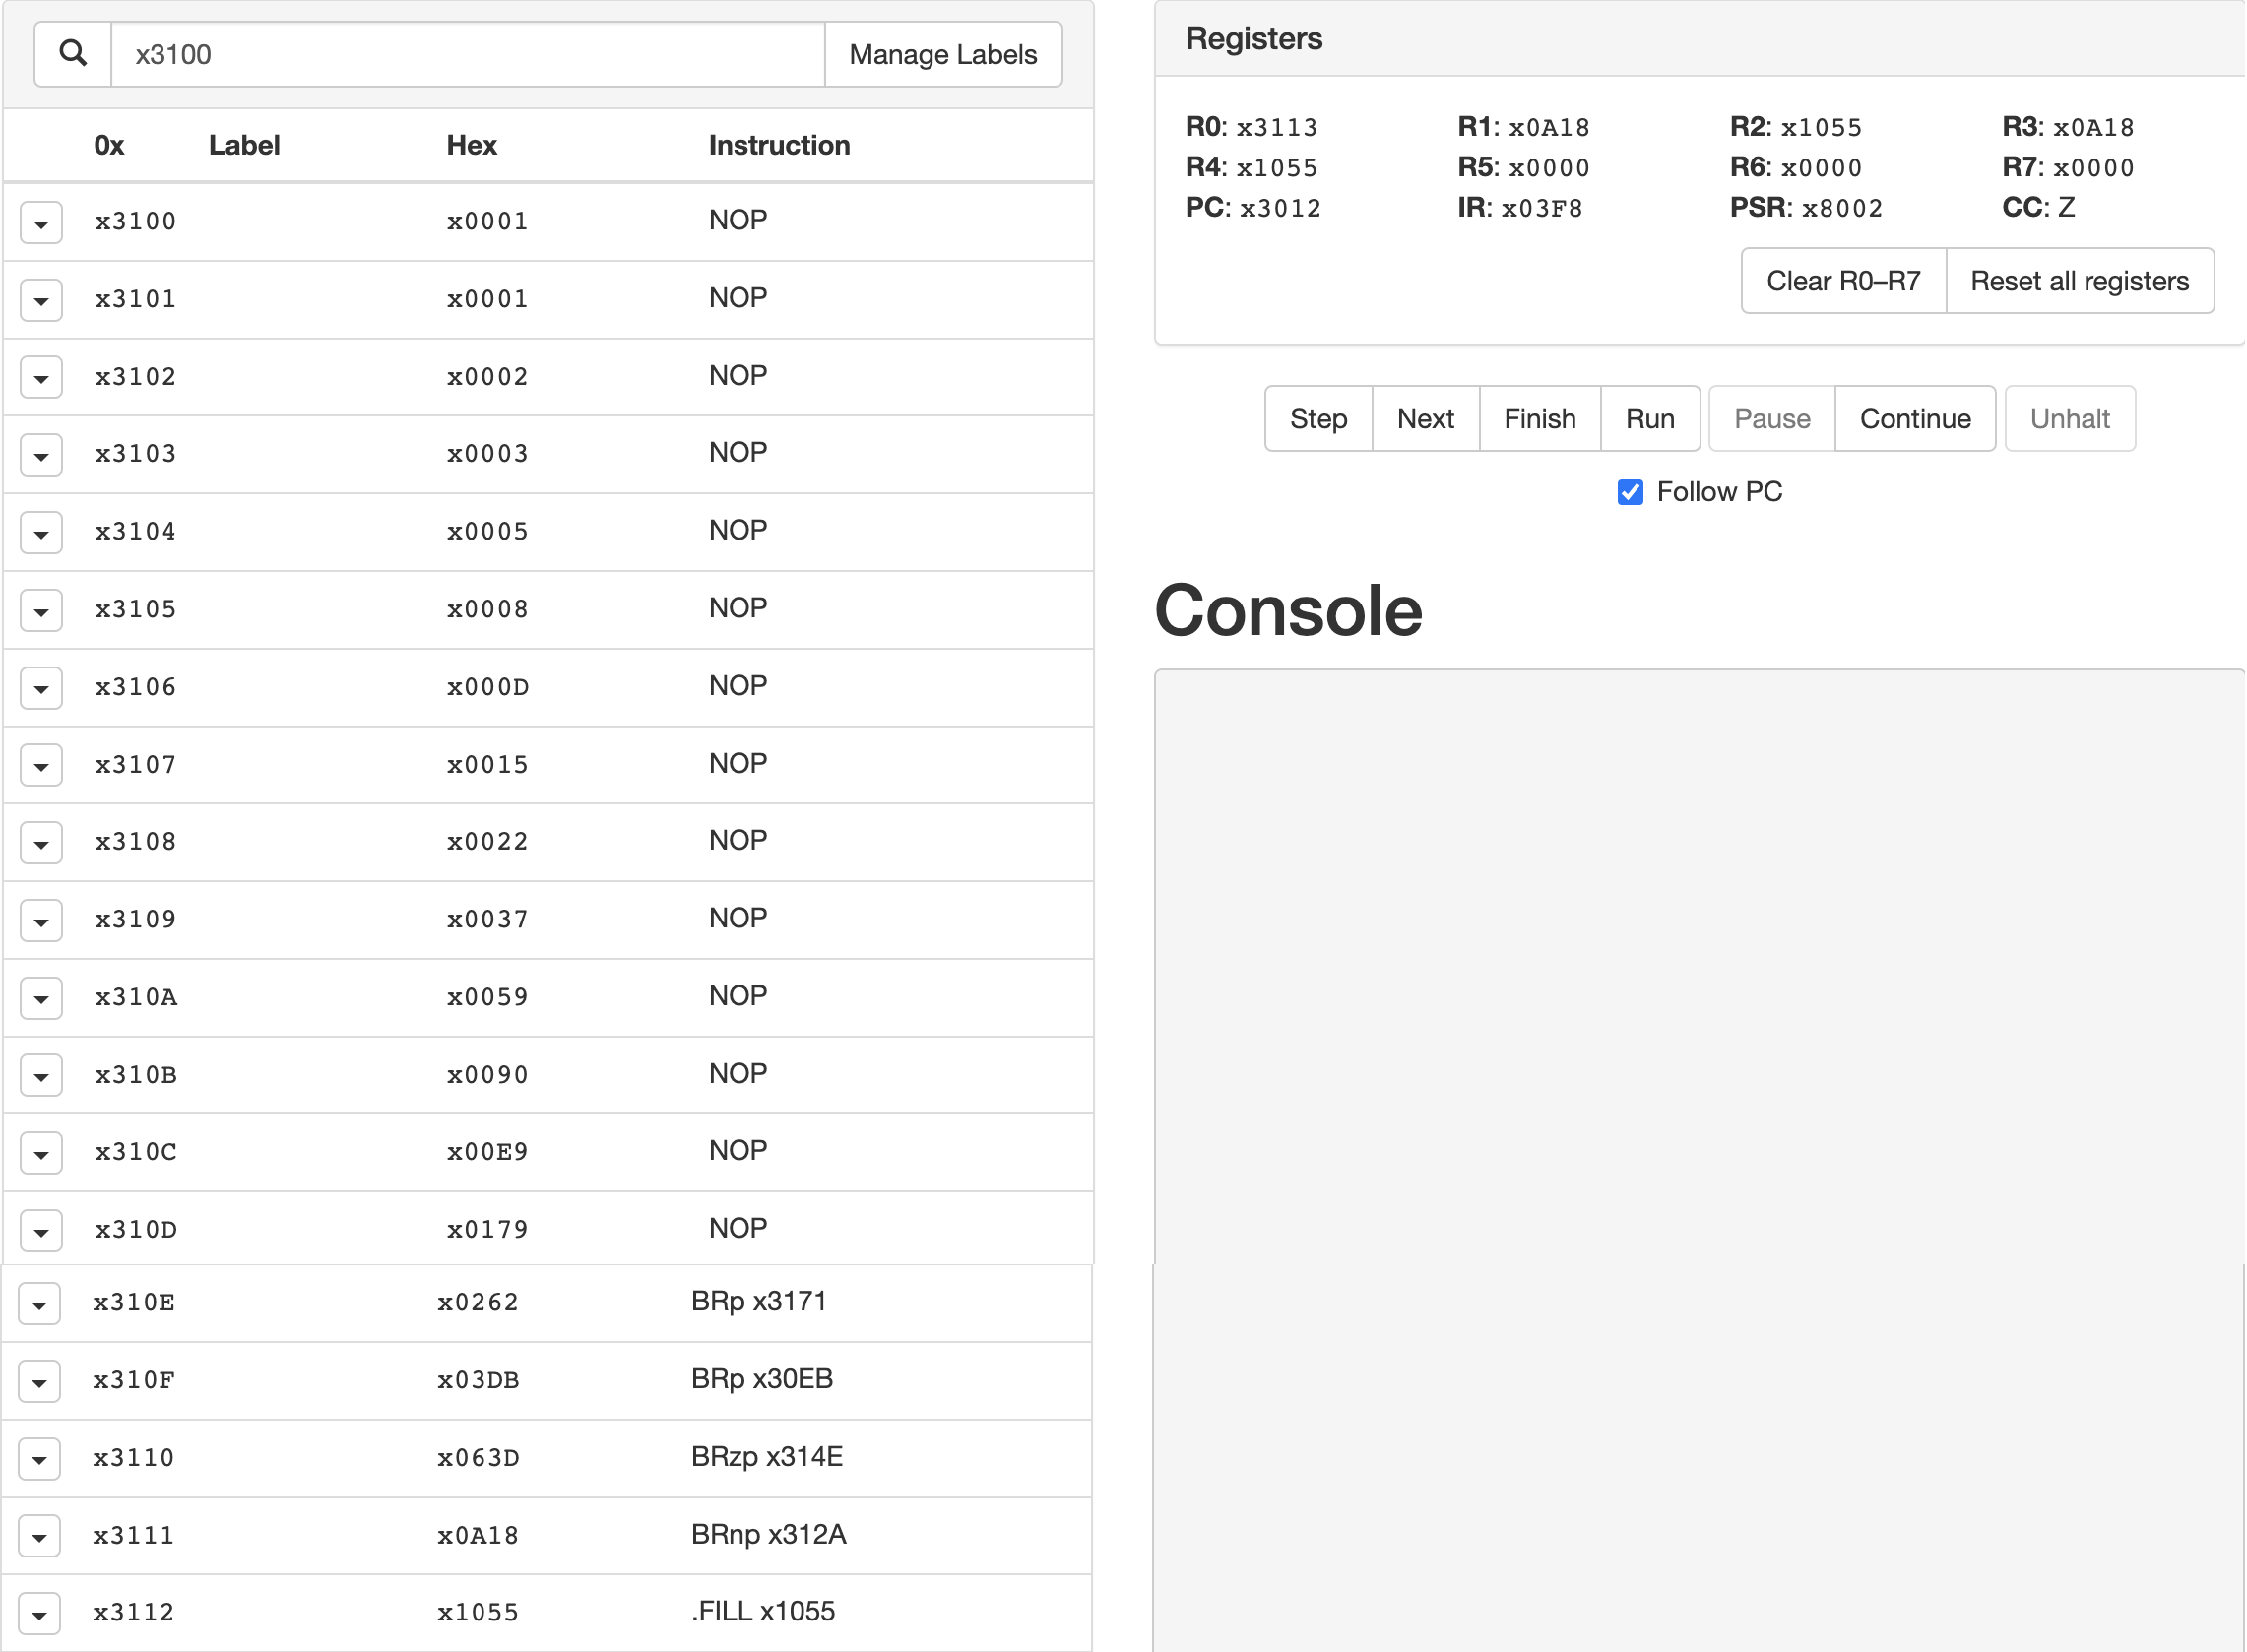 x3100 Manage Labels
0x Label Hex Instruction
x3100 x0001 NOP
x3101 x0001 NOP
x3102 x0002 NOP
x3103 x0003 NOP
x3104 x0005 NOP
x3105 x0008 NOP
x3106 x000D NOP
x3107 x0015 NOP
x3108 x0022 NOP
x3109 x0037 NOP
x310A x0059 NOP
x310B x0090 NOP
x310C x00E9 NOP
x310D x0179 NOP
x310E x0262 BRp x3171
x310F x03DB BRp x30EB
x3110 x063D BRzp x314E
x3111 x0A18 BRnp x312A
x3112 x1055 .FILL x1055
Registers
R0: x3113 R1: x0A18 R2: x1055 R3: x0A18
R4: x1055 R5: x0000 R6: x0000 R7: x0000
PC: x3012 IR: x03F8 PSR: x8002 CC: Z
Clear R0–R7 Reset all registers
Step Next Finish Run Pause Continue Unhalt
Follow PC
Console